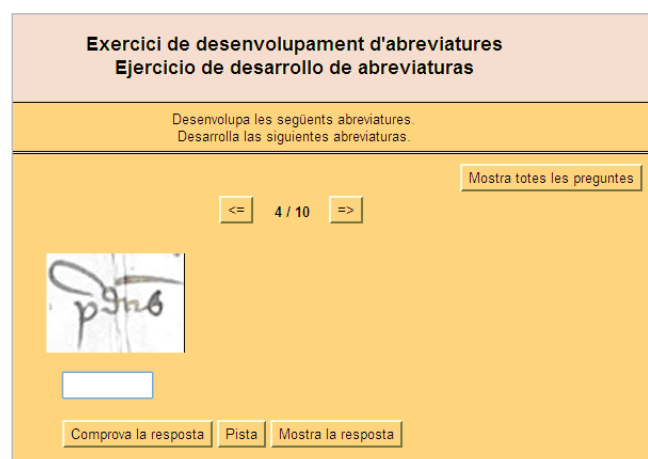 Exercici de desenvolupament d'abreviatures
Ejercicio de desarrollo de abreviaturas
Desenvolupa les següents abreviatures.
Desarrolla las siguientes abreviaturas.
Mostra totes les preguntes
<= 4 / 10 =>
Comprova la resposta Pista Mostra la resposta